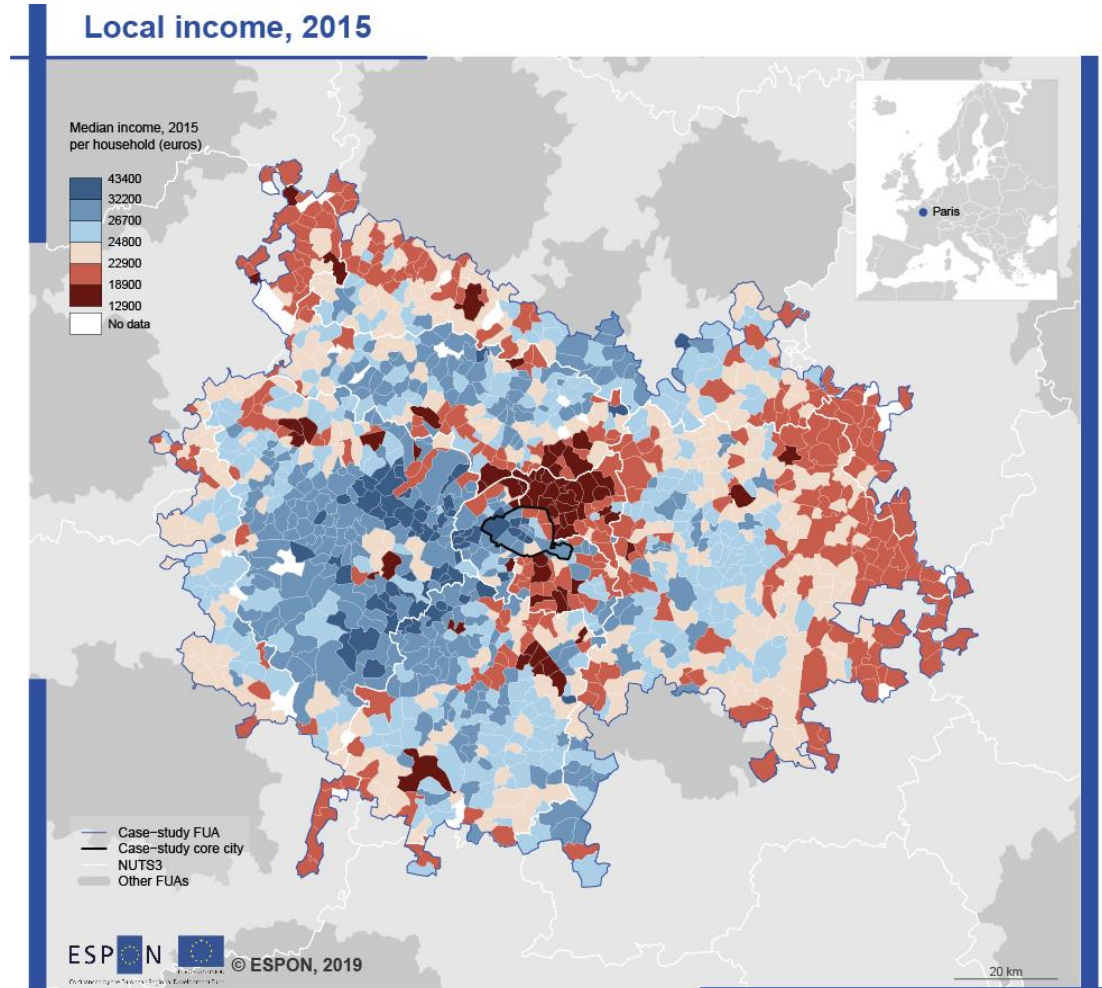 Local income, 2015
Median income, 2015
per household (euros)
43400
32200
26700
24800
22900
18900
12900
No data
Paris
Case-study FUA
Case-study core city
NUTS3
Other FUAs
ESPON
© ESPON, 2019
20 km